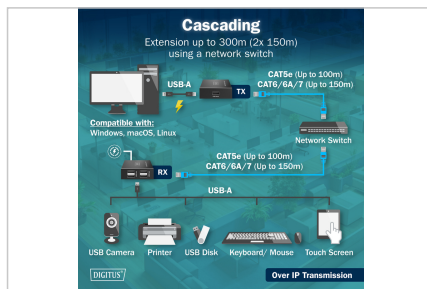 Cascading
Extension up to 300m (2x 150m)
using a network switch
USB-A
TX
CAT5e (Up to 100m)
CAT6/6A/7 (Up to 150m)
Compatible with:
Windows, macOS, Linux
Network Switch
RX
CAT5e (Up to 100m)
CAT6/6A/7 (Up to 150m)
USB-A
USB Camera
Printer
USB Disk
Keyboard/ Mouse
Touch Screen
DIGITUS®
Over IP Transmission